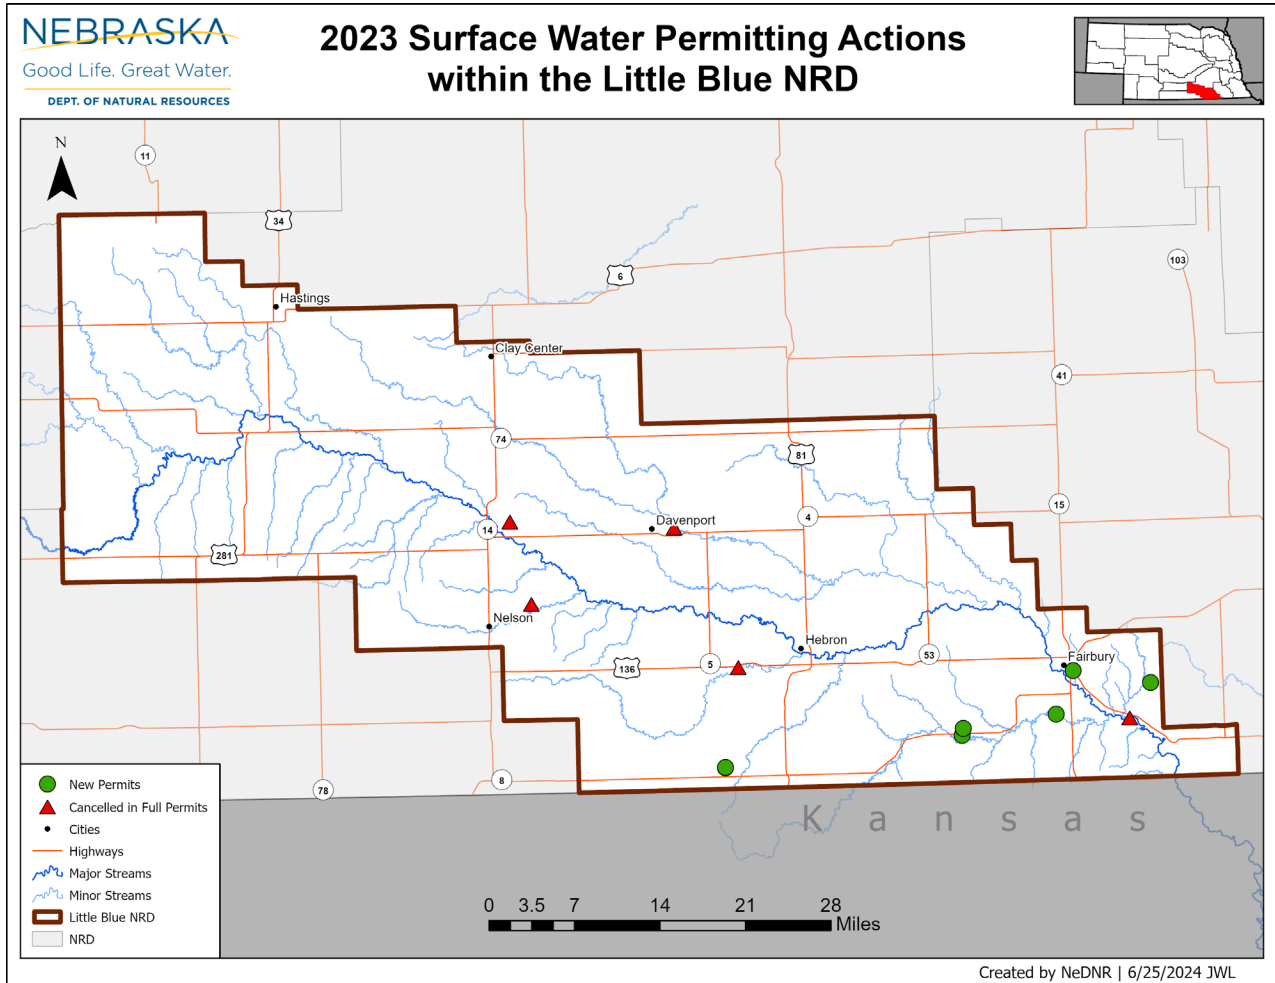 NEBRASKA
Good Life. Great Water.
DEPT. OF NATURAL RESOURCES
2023 Surface Water Permitting Actions
within the Little Blue NRD
N
11
34
6
103
Hastings
Clay Center
41
74
81
15
4
Davenport
14
281
Nelson
Hebron
53
Fairbury
136
5
8
78
Kansas
New Permits
Cancelled in Full Permits
Cities
Highways
Major Streams
Minor Streams
Little Blue NRD
NRD
0 3.5 7 14 21 28
Miles
Created by NeDNR | 6/25/2024 JWL